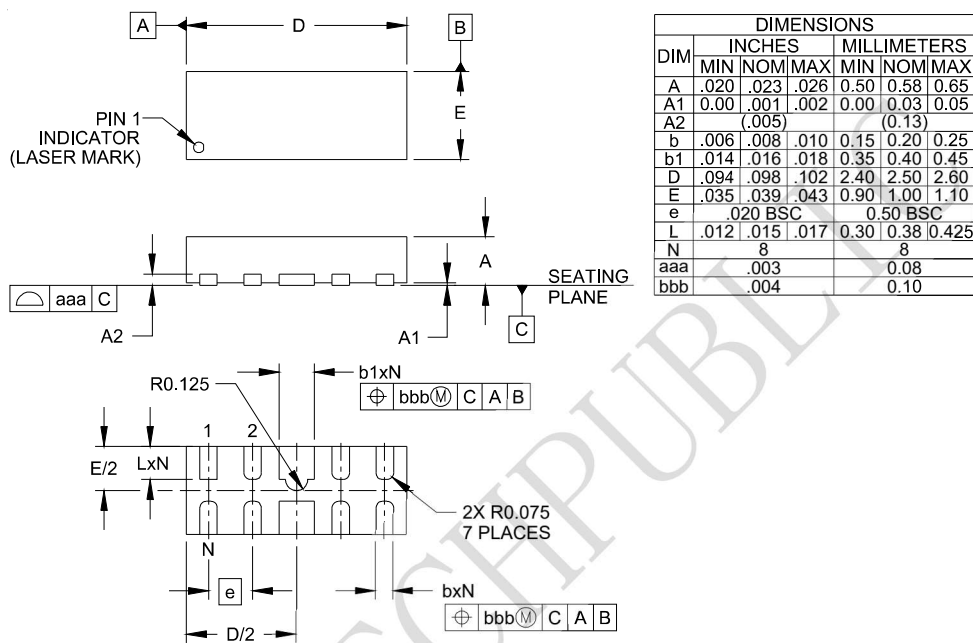 A
D
B
E
PIN 1
INDICATOR
(LASER MARK)
A
SEATING
PLANE
aaa C
C
A2
A1
b1xN
R0.125
bbb Ⓜ C A B
1 2
E/2
LxN
2X R0.075
7 PLACES
N
e
bxN
bbb Ⓜ C A B
D/2
DIMENSIONS
DIM INCHES MILLIMETERS
MIN NOM MAX MIN NOM MAX
A .020 .023 .026 0.50 0.58 0.65
A1 0.00 .001 .002 0.00 0.03 0.05
A2 (.005) (0.13)
b .006 .008 .010 0.15 0.20 0.25
b1 .014 .016 .018 0.35 0.40 0.45
D .094 .098 .102 2.40 2.50 2.60
E .035 .039 .043 0.90 1.00 1.10
e .020 BSC 0.50 BSC
L .012 .015 .017 0.30 0.38 0.425
N 8 8
aaa .003 0.08
bbb .004 0.10
CHPUBLIC